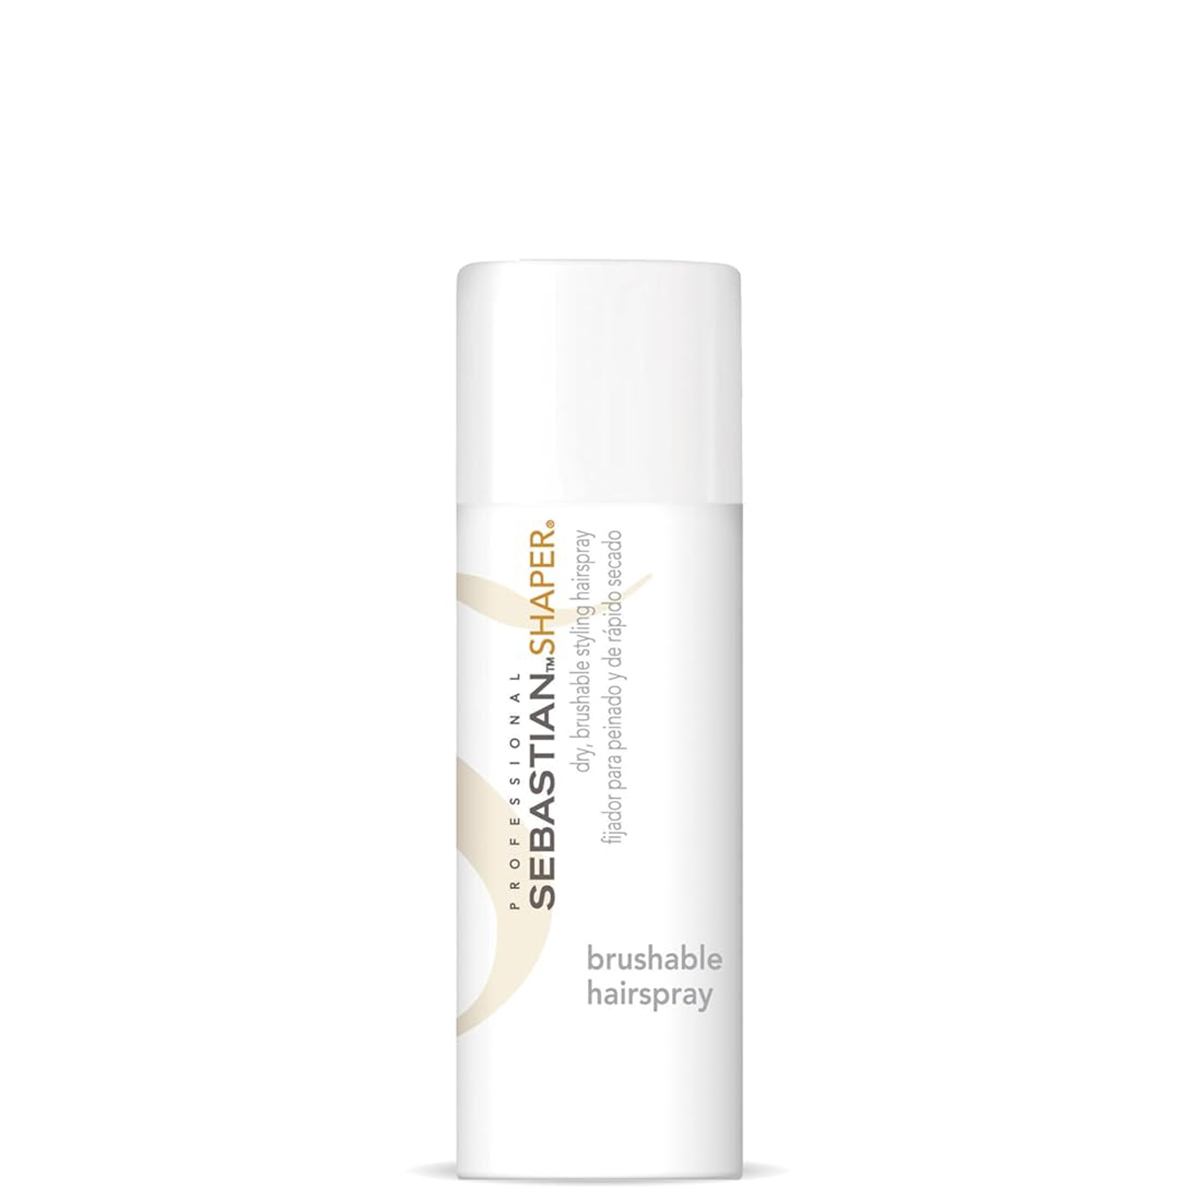 PROFESSIONAL
SEBASTIAN™SHAPER®
dry, brushable styling hairspray
fijador para peinado y de rápido secado
brushable
hairspray